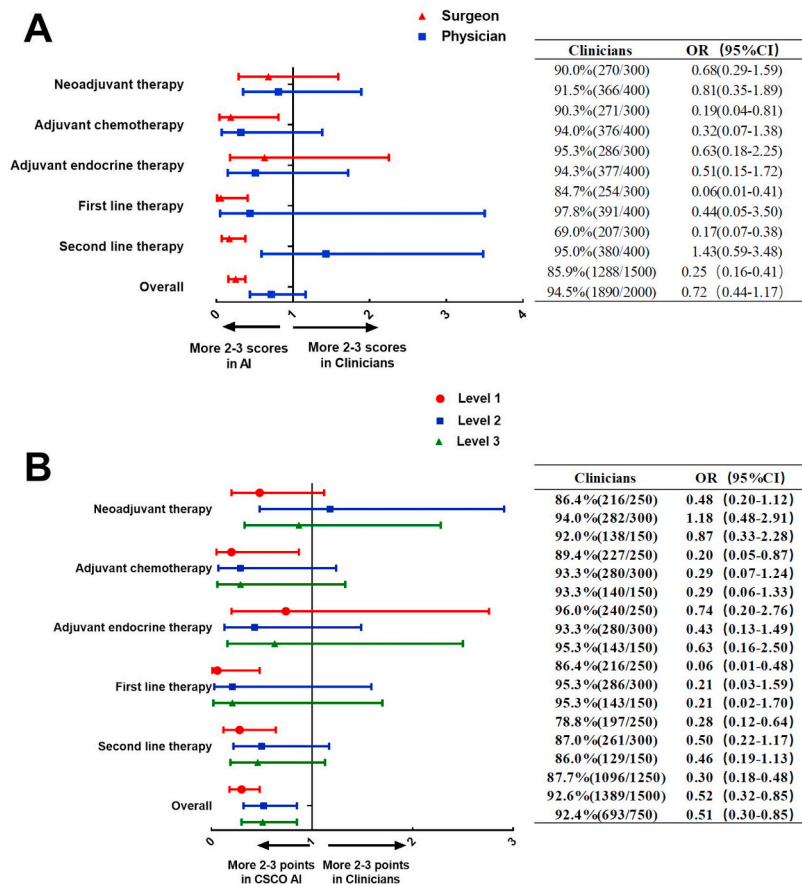 A
Surgeon
Physician
Clinicians OR (95%CI)
Neoadjuvant therapy
90.0%(270/300) 0.68(0.29-1.59)
91.5%(366/400) 0.81(0.35-1.89)
Adjuvant chemotherapy
90.3%(271/300) 0.19(0.04-0.81)
94.0%(376/400) 0.32(0.07-1.38)
Adjuvant endocrine therapy
95.3%(286/300) 0.63(0.18-2.25)
94.3%(377/400) 0.51(0.15-1.72)
First line therapy
84.7%(254/300) 0.06(0.01-0.41)
97.8%(391/400) 0.44(0.05-3.50)
Second line therapy
69.0%(207/300) 0.17(0.07-0.38)
95.0%(380/400) 1.43(0.59-3.48)
Overall
85.9%(1288/1500) 0.25 (0.16-0.41)
94.5%(1890/2000) 0.72 (0.44-1.17)
0 1 2 3 4
More 2-3 scores in AI
More 2-3 scores in Clinicians
B
Level 1
Level 2
Level 3
Clinicians OR (95%CI)
Neoadjuvant therapy
86.4%(216/250) 0.48 (0.20-1.12)
94.0%(282/300) 1.18 (0.48-2.91)
92.0%(138/150) 0.87 (0.33-2.28)
Adjuvant chemotherapy
89.4%(227/250) 0.20 (0.05-0.87)
93.3%(280/300) 0.29 (0.07-1.24)
93.3%(140/150) 0.29 (0.06-1.33)
Adjuvant endocrine therapy
96.0%(240/250) 0.74 (0.20-2.76)
93.3%(280/300) 0.43 (0.13-1.49)
95.3%(143/150) 0.63 (0.16-2.50)
First line therapy
86.4%(216/250) 0.06 (0.01-0.48)
95.3%(286/300) 0.21 (0.03-1.59)
95.3%(143/150) 0.21 (0.02-1.70)
Second line therapy
78.8%(197/250) 0.28 (0.12-0.64)
87.0%(261/300) 0.50 (0.22-1.17)
86.0%(129/150) 0.46 (0.19-1.13)
Overall
87.7%(1096/1250) 0.30 (0.18-0.48)
92.6%(1389/1500) 0.52 (0.32-0.85)
92.4%(693/750) 0.51 (0.30-0.85)
0 1 2 3
More 2-3 points in CSCO AI
More 2-3 points in Clinicians